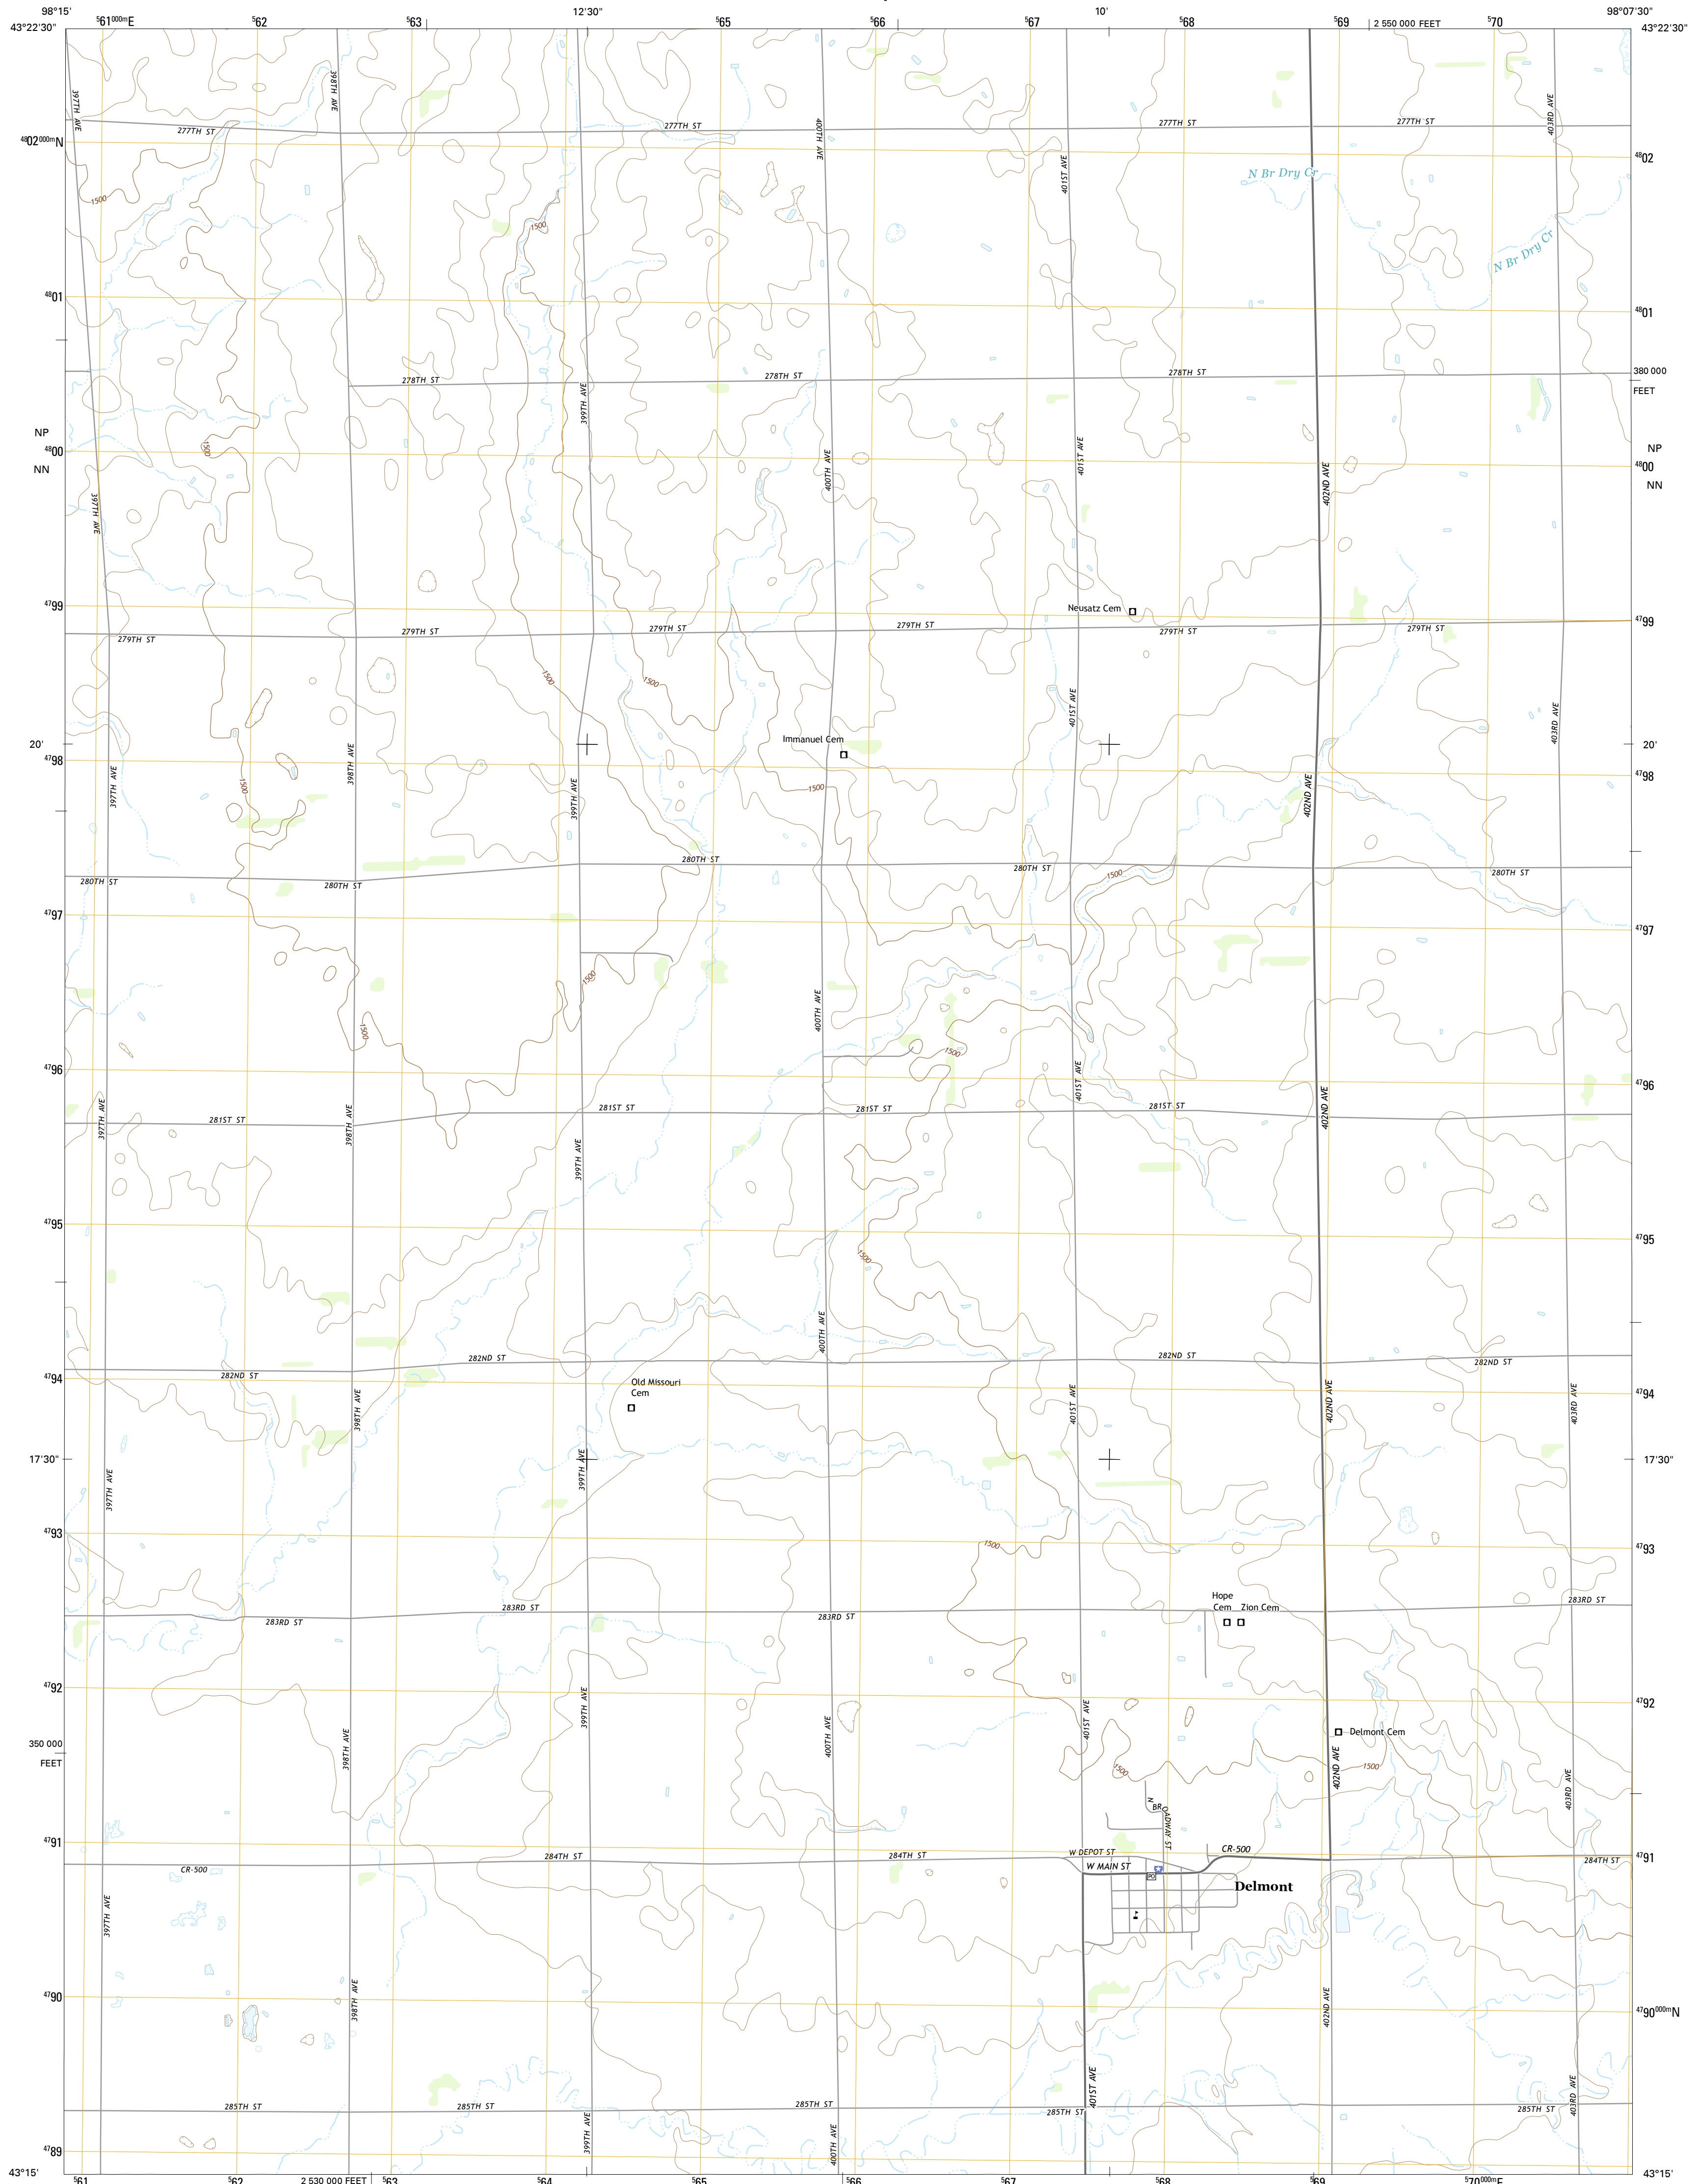 98°15'
⁵61⁰⁰⁰ᵐE
⁵62
⁵63
12'30"
⁵65
⁵66
⁵67
10'
⁵68
⁵69
2 550 000 FEET
⁵70
98°07'30"
43°22'30"
43°22'30"
397TH AVE
398TH AVE
400TH AVE
403RD AVE
277TH ST
277TH ST
277TH ST
277TH ST
⁴⁸02⁰⁰⁰ᵐN
⁴⁸02
401ST AVE
N Br Dry Cr
1500
1500
N Br Dry Cr
⁴⁸01
⁴⁸01
380 000
FEET
278TH ST
278TH ST
278TH ST
399TH AVE
NP
NN
NP
NN
⁴⁸00
⁴⁸00
1500
400TH AVE
401ST AVE
402ND AVE
397TH AVE
⁴⁷99
⁴⁷99
Neusatz Cem
279TH ST
279TH ST
279TH ST
279TH ST
279TH ST
279TH ST
1500
1500
401ST AVE
403RD AVE
20'
20'
Immanuel Cem
⁴⁷98
⁴⁷98
397TH AVE
398TH AVE
399TH AVE
402ND AVE
1500
1500
280TH ST
280TH ST
280TH ST
280TH ST
280TH ST
1500
⁴⁷97
⁴⁷97
1500
1500
400TH AVE
1500
⁴⁷96
⁴⁷96
401ST AVE
402ND AVE
397TH AVE
398TH AVE
399TH AVE
281ST ST
281ST ST
281ST ST
281ST ST
⁴⁷95
⁴⁷95
1500
400TH AVE
282ND ST
282ND ST
282ND ST
282ND ST
⁴⁷94
⁴⁷94
Old Missouri
Cem
398TH AVE
401ST AVE
402ND AVE
403RD AVE
17'30"
17'30"
397TH AVE
399TH AVE
⁴⁷93
⁴⁷93
1500
Hope
Cem
Zion Cem
283RD ST
283RD ST
283RD ST
283RD ST
⁴⁷92
⁴⁷92
398TH AVE
399TH AVE
400TH AVE
401ST AVE
Delmont Cem
350 000
FEET
1500
1500
402ND AVE
403RD AVE
N
BROADWAY ST
⁴⁷91
⁴⁷91
CR-500
284TH ST
284TH ST
W DEPOT ST
W MAIN ST
CR-500
284TH ST
PO
Delmont
397TH AVE
398TH AVE
402ND AVE
⁴⁷90
⁴⁷90⁰⁰⁰ᵐN
401ST AVE
403RD AVE
285TH ST
285TH ST
285TH ST
285TH ST
285TH ST
399TH AVE
400TH AVE
⁴⁷89
43°15'
43°15'
⁵61
⁵62
2 530 000 FEET
⁵63
⁵64
⁵65
⁵66
⁵67
⁵68
⁵69
⁵70⁰⁰⁰ᵐE